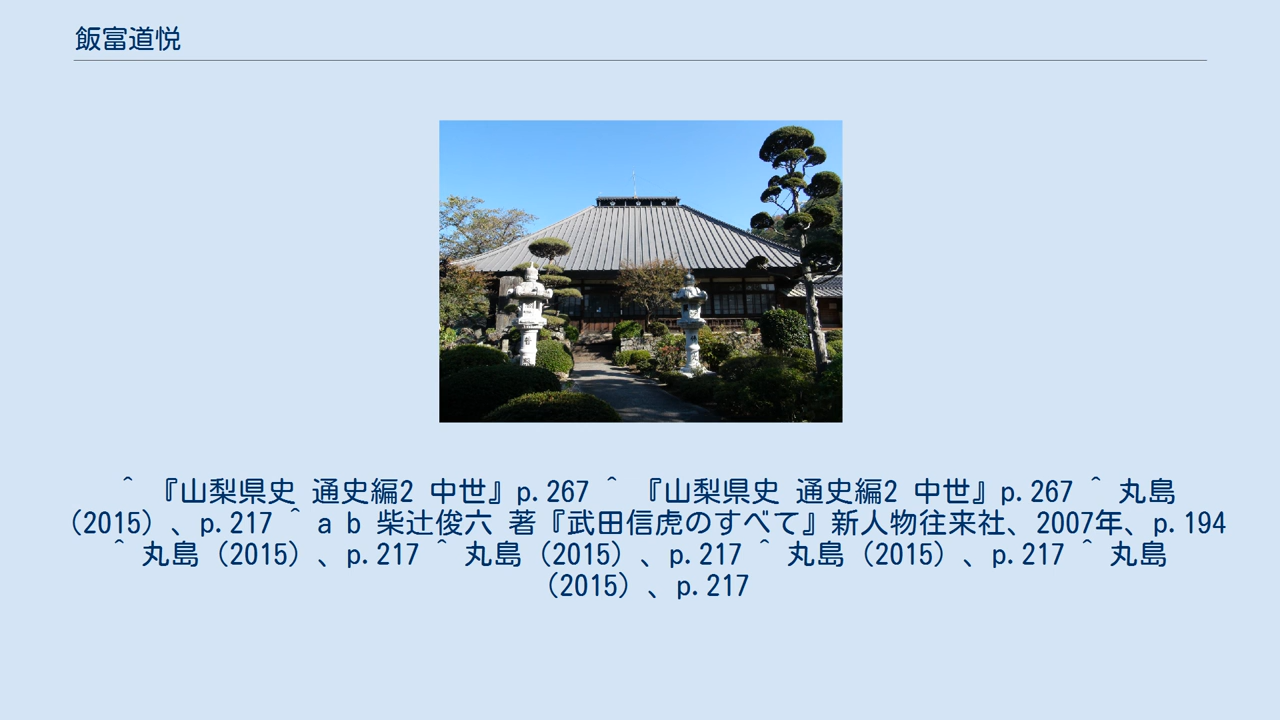 飯富道悦
^ 『山梨県史 通史編2 中世』p.267 ^ 『山梨県史 通史編2 中世』p.267 ^ 丸島
（2015）、p.217 ^ a b 柴辻俊六 著『武田信虎のすべて』新人物往来社、2007年、p.194
^ 丸島（2015）、p.217 ^ 丸島（2015）、p.217 ^ 丸島（2015）、p.217 ^ 丸島
（2015）、p.217